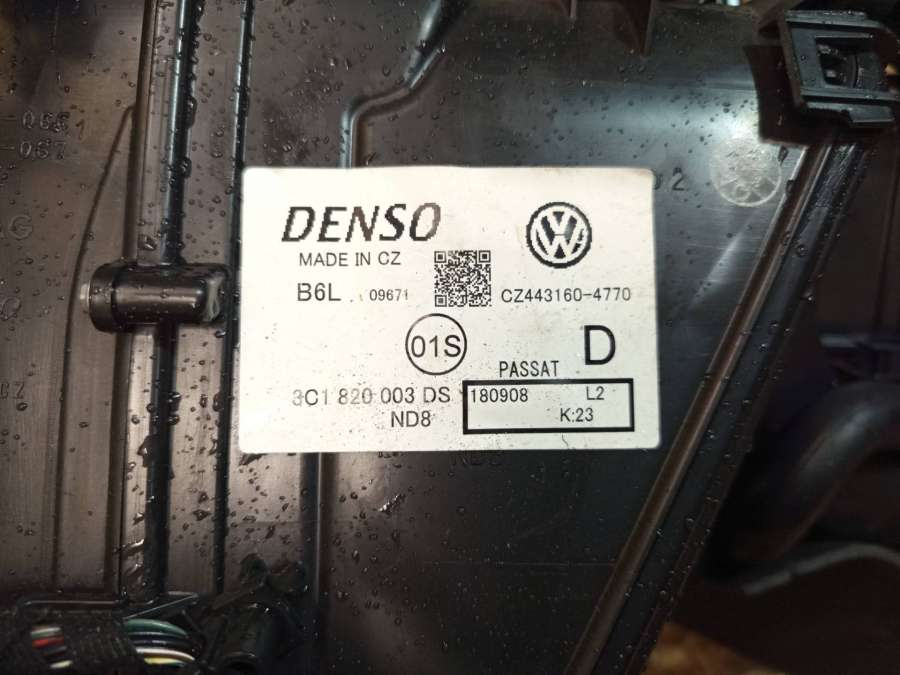 DENSO
MADE IN CZ
B6L 09671
CZ443160-4770
01S
PASSAT D
3C1 820 003 DS
ND8
180908 L2
K:23